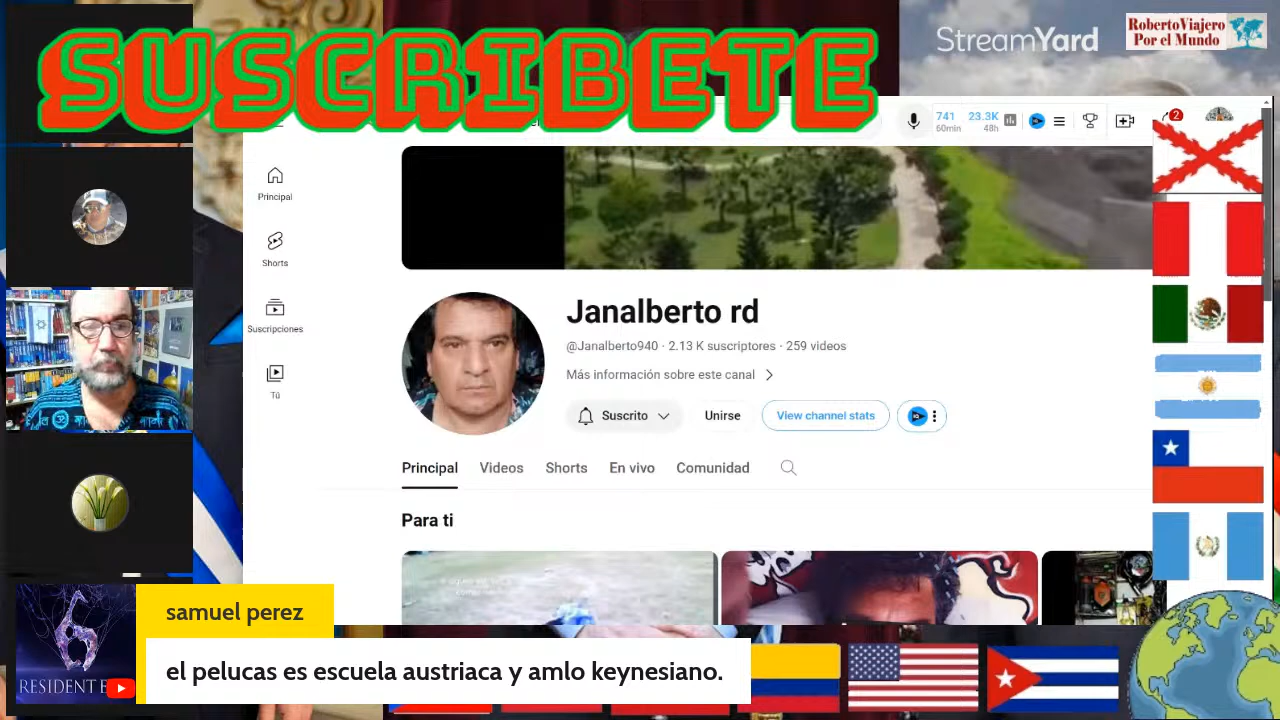 SUSCRIBETE
StreamYard
RobertoViajero
Por el Mundo
741
60min
23.3K
48h
2
Principal
Shorts
Suscripciones
Tú
Janalberto rd
@Janalberto940 · 2.13 K suscriptores · 259 videos
Más información sobre este canal
Suscrito
Unirse
View channel stats
Principal
Videos
Shorts
En vivo
Comunidad
Para ti
samuel perez
el pelucas es escuela austriaca y amlo keynesiano.
RESIDENT